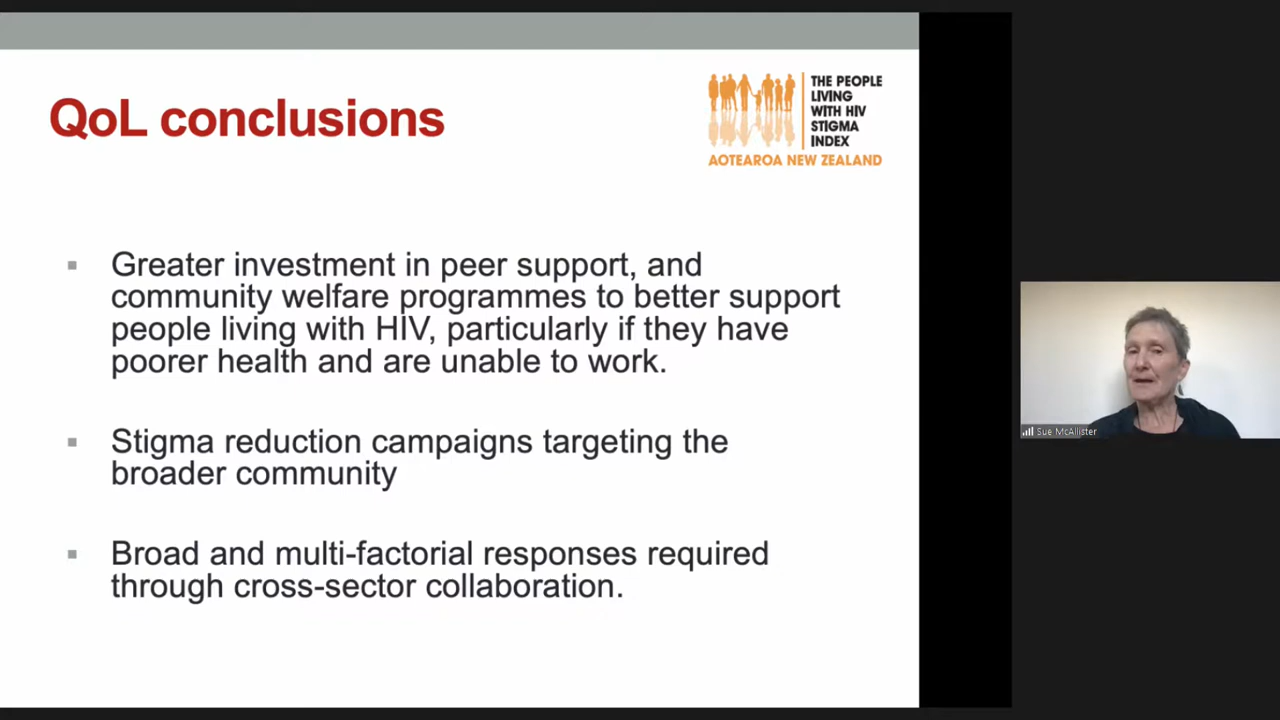 QoL conclusions
THE PEOPLE
LIVING
WITH HIV
STIGMA
INDEX
AOTEAROA NEW ZEALAND
Greater investment in peer support, and
community welfare programmes to better support
people living with HIV, particularly if they have
poorer health and are unable to work.
Stigma reduction campaigns targeting the
broader community
Broad and multi-factorial responses required
through cross-sector collaboration.
Sue McAllister